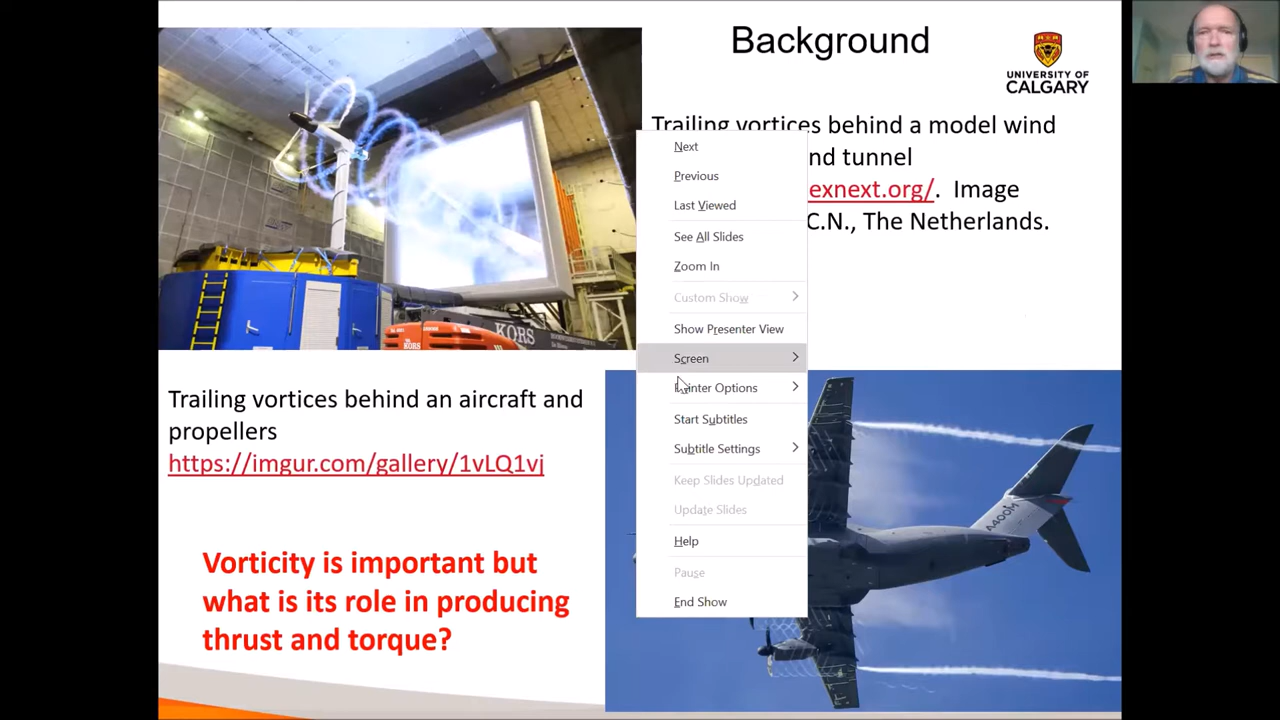 Background
UNIVERSITY OF
CALGARY
Trailing vortices behind a model wind
nd tunnel
exnext.org/. Image
C.N., The Netherlands.
Next
Previous
Last Viewed
See All Slides
Zoom In
Custom Show
Show Presenter View
Screen
Pointer Options
Start Subtitles
Subtitle Settings
Keep Slides Updated
Update Slides
Help
Pause
End Show
KORS
KORS
Trailing vortices behind an aircraft and
propellers
https://imgur.com/gallery/1vLQ1vj
Vorticity is important but
what is its role in producing
thrust and torque?
A400M